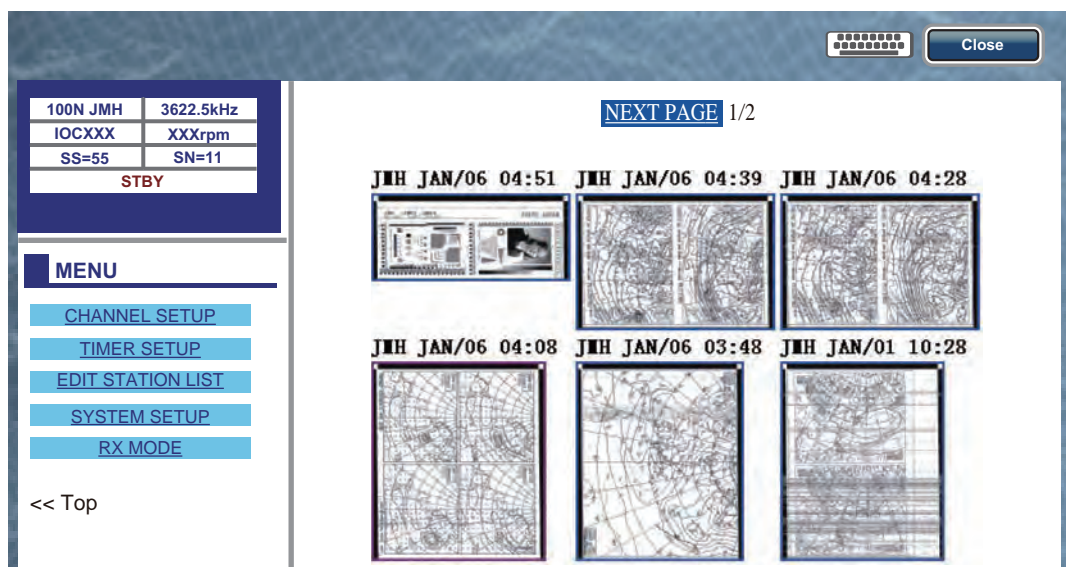 Close
100N JMH 3622.5kHz
IOCXXX XXXrpm
SS=55 SN=11
STBY
MENU
CHANNEL SETUP
TIMER SETUP
EDIT STATION LIST
SYSTEM SETUP
RX MODE
<< Top
NEXT PAGE 1/2
JMH JAN/06 04:51 JMH JAN/06 04:39 JMH JAN/06 04:28
JMH JAN/06 04:08 JMH JAN/06 03:48 JMH JAN/01 10:28